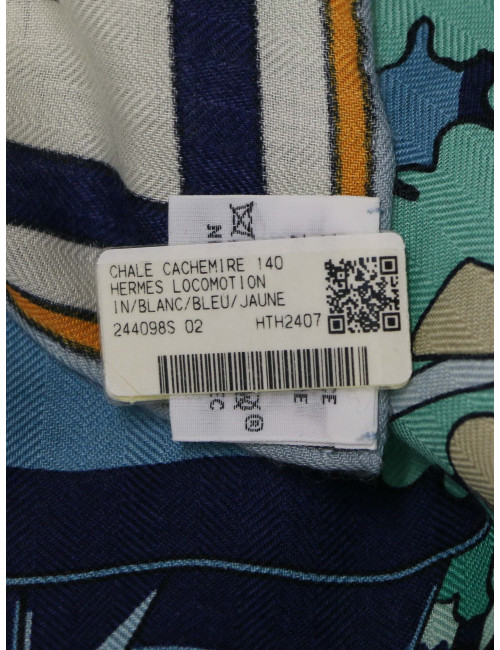 CHALE CACHEMIRE 140
HERMES LOCOMOTION
IN/BLANC/BLEU/JAUNE
244098S 02 HTH2407